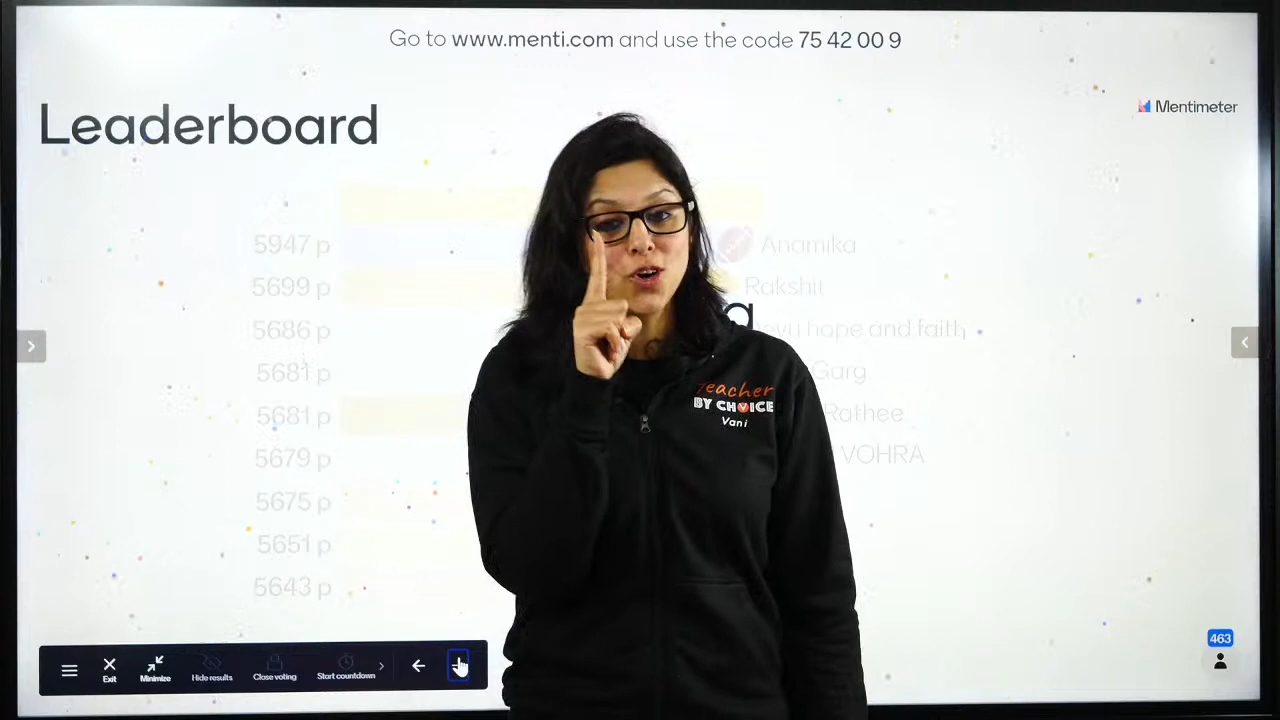 Go to www.menti.com and use the code 75 42 00 9
Leaderboard
Mentimeter
5947 p
Anamika
5699 p
Rakshit
5686 p
hope and faith
5681 p
Garg
5681 p
Rathee
5679 p
VOHRA
5675 p
5651 p
5643 p
Teacher
BY CHOICE
Vani
Exit
Minimize
Hide results
Close voting
Start countdown
463